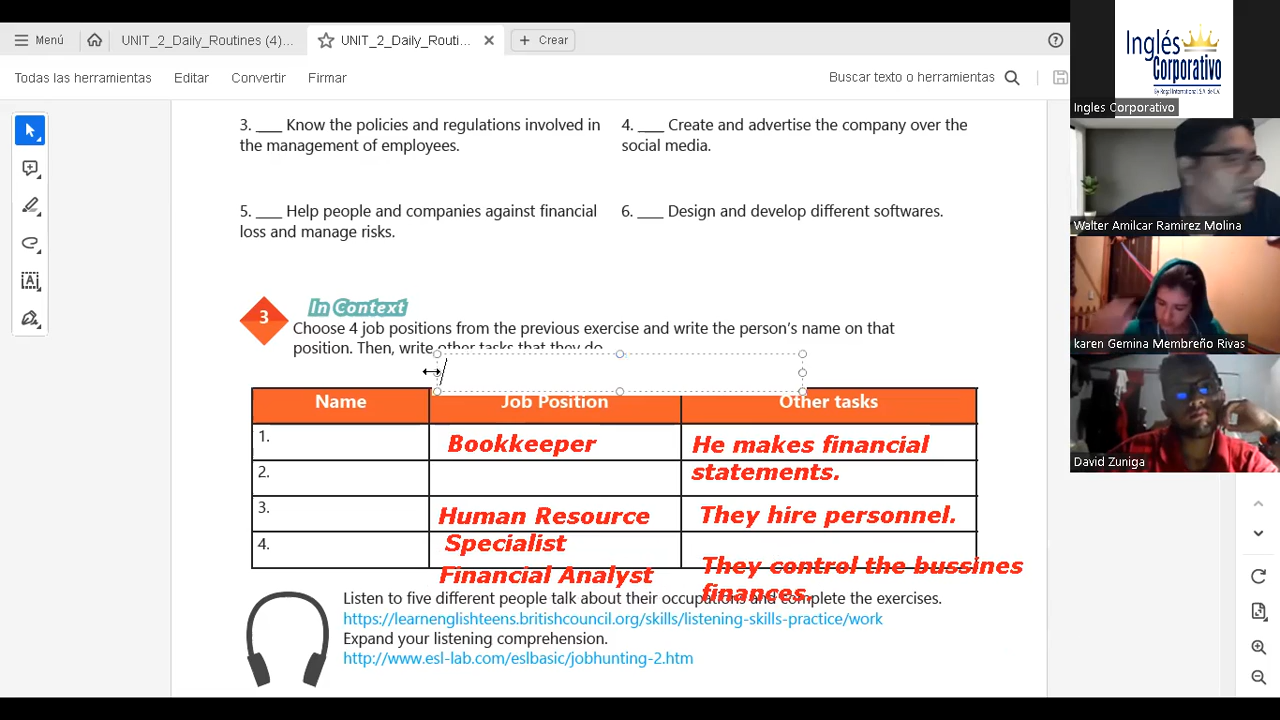 Menú
UNIT_2_Daily_Routines (4)...
UNIT_2_Daily_Routi...
Crear
Todas las herramientas
Editar
Convertir
Firmar
Buscar texto o herramientas
3. ___ Know the policies and regulations involved in
the management of employees.
4. ___ Create and advertise the company over the
social media.
5. ___ Help people and companies against financial
loss and manage risks.
6. ___ Design and develop different softwares.
3
In Context
Choose 4 job positions from the previous exercise and write the person's name on that
position. Then, write other tasks that they do
Name
Job Position
Other tasks
1.
Bookkeeper
He makes financial
statements.
2.
3.
Human Resource
Specialist
They hire personnel.
4.
Financial Analyst
They control the bussines
finances.
Listen to five different people talk about their occupations and complete the exercises.
https://learnenglishteens.britishcouncil.org/skills/listening-skills-practice/work
Expand your listening comprehension.
http://www.esl-lab.com/eslbasic/jobhunting-2.htm
Inglés
Corporativo
By Regal International S.A. de C.V.
Ingles Corporativo
Walter Amilcar Ramirez Molina
karen Gemina Membreño Rivas
David Zuniga